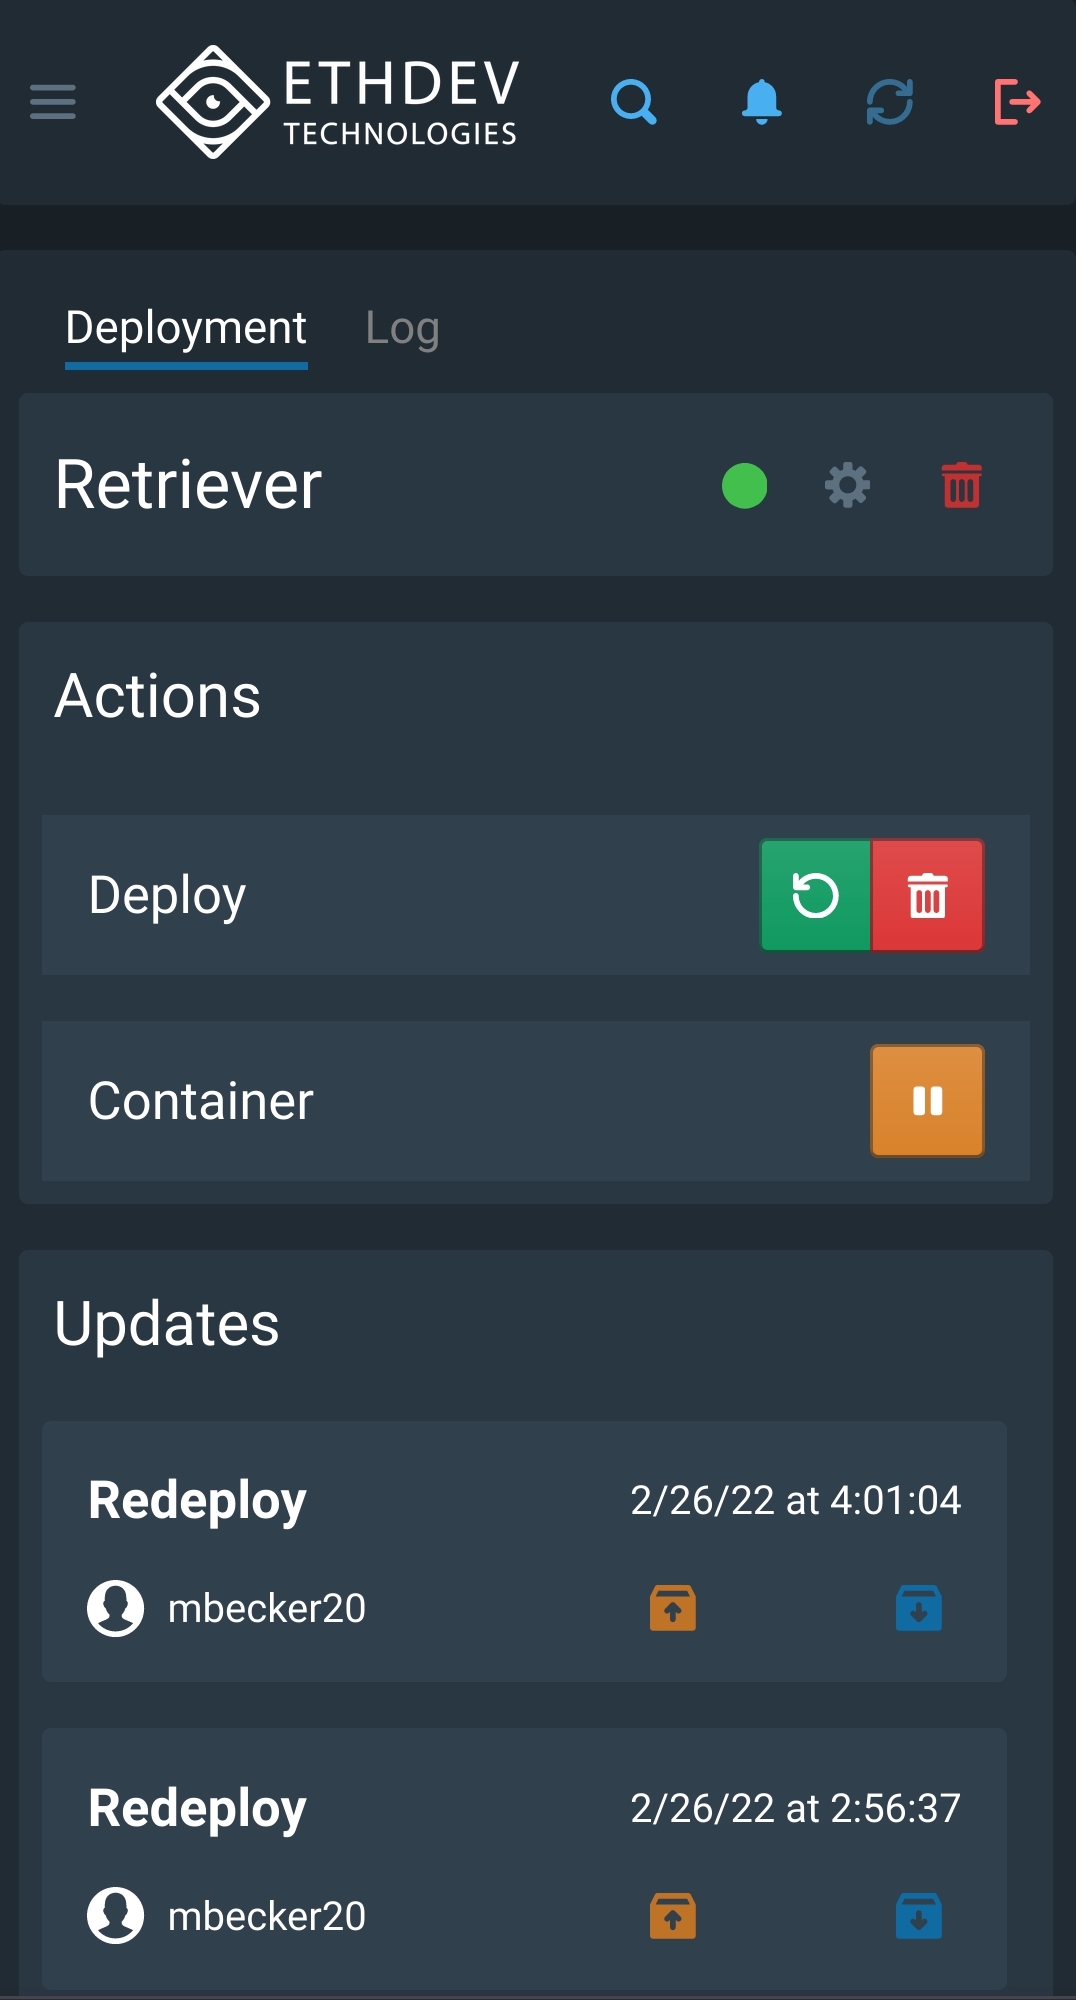 ETHDEV
TECHNOLOGIES
Deployment Log
Retriever
Actions
Deploy
Container
Updates
Redeploy 2/26/22 at 4:01:04
mbecker20
Redeploy 2/26/22 at 2:56:37
mbecker20